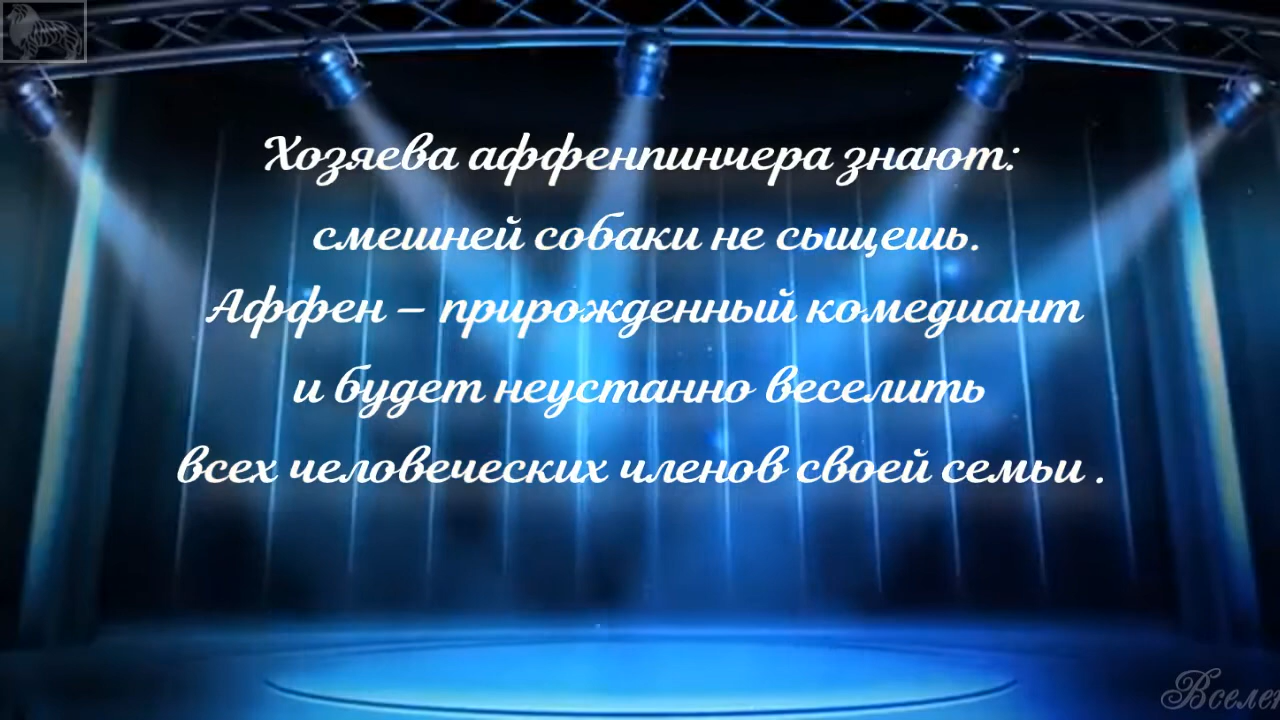 Хозяева аффенпинчера знают:
смешней собаки не сыщешь.
Аффен – прирожденный комедиант
и будет неустанно веселить
всех человеческих членов своей семьи .